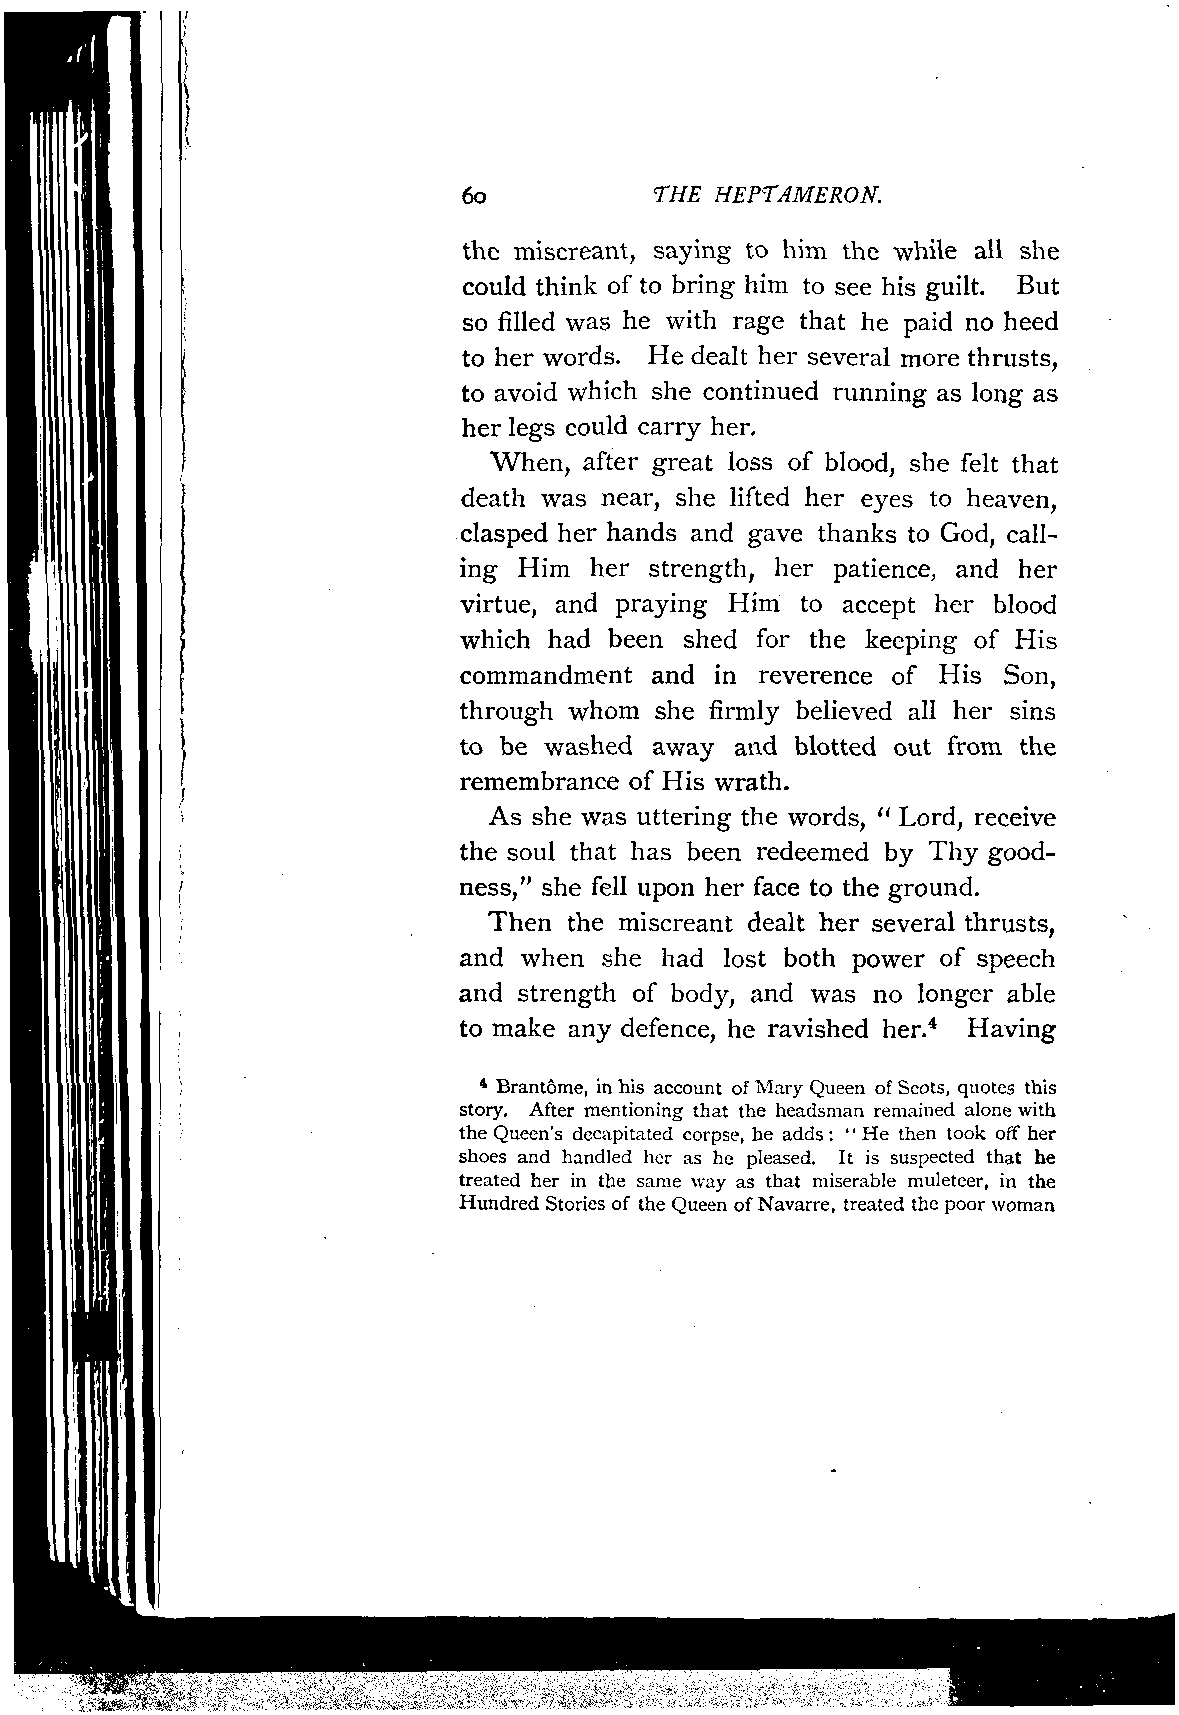 60 THE HEPTAMERON.
the miscreant, saying to him the while all she
could think of to bring him to see his guilt. But
so filled was he with rage that he paid no heed
to her words. He dealt her several more thrusts,
to avoid which she continued running as long as
her legs could carry her.
When, after great loss of blood, she felt that
death was near, she lifted her eyes to heaven,
clasped her hands and gave thanks to God, call-
ing Him her strength, her patience, and her
virtue, and praying Him to accept her blood
which had been shed for the keeping of His
commandment and in reverence of His Son,
through whom she firmly believed all her sins
to be washed away and blotted out from the
remembrance of His wrath.
As she was uttering the words, " Lord, receive
the soul that has been redeemed by Thy good-
ness," she fell upon her face to the ground.
Then the miscreant dealt her several thrusts,
and when she had lost both power of speech
and strength of body, and was no longer able
to make any defence, he ravished her.⁴ Having
⁴ Brantôme, in his account of Mary Queen of Scots, quotes this
story. After mentioning that the headsman remained alone with
the Queen's decapitated corpse, he adds: " He then took off her
shoes and handled her as he pleased. It is suspected that he
treated her in the same way as that miserable muleteer, in the
Hundred Stories of the Queen of Navarre, treated the poor woman